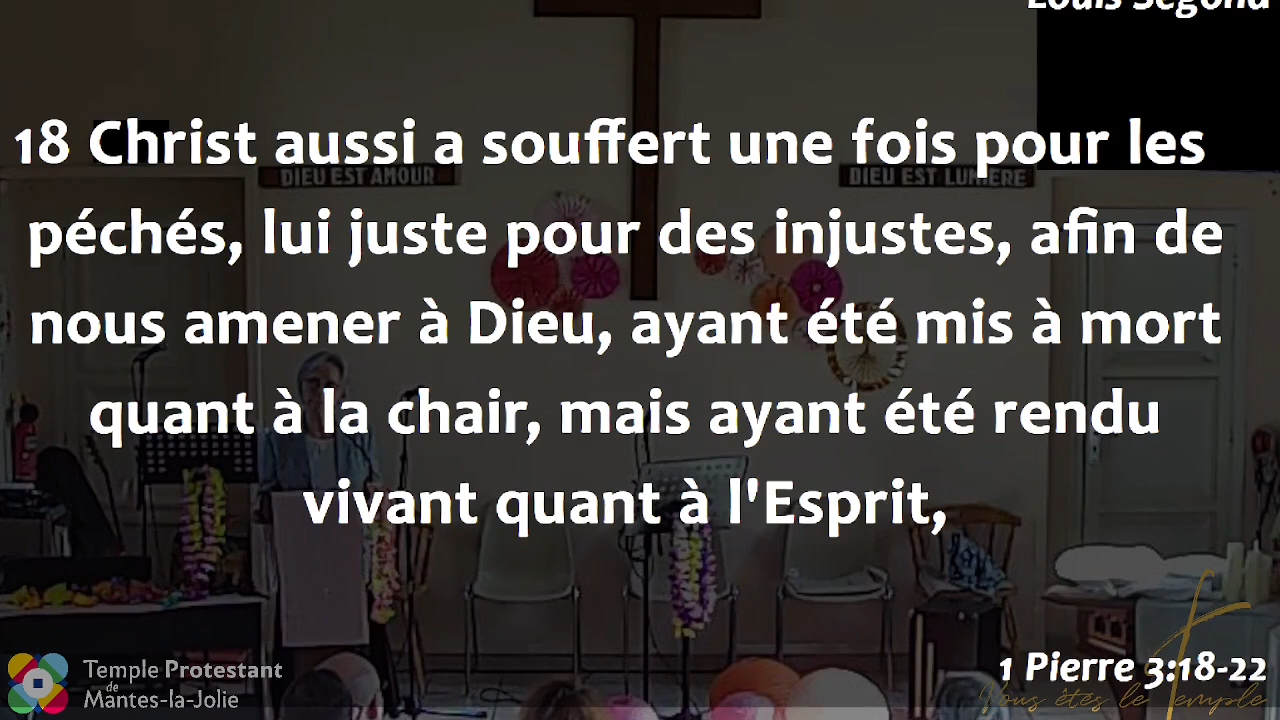 Louis Segond
18 Christ aussi a souffert une fois pour les
DIEU EST AMOUR
DIEU EST LUMIÈRE
péchés, lui juste pour des injustes, afin de
nous amener à Dieu, ayant été mis à mort
quant à la chair, mais ayant été rendu
vivant quant à l'Esprit,
Temple Protestant
de
Mantes-la-Jolie
1 Pierre 3:18-22
Vous êtes le Temple